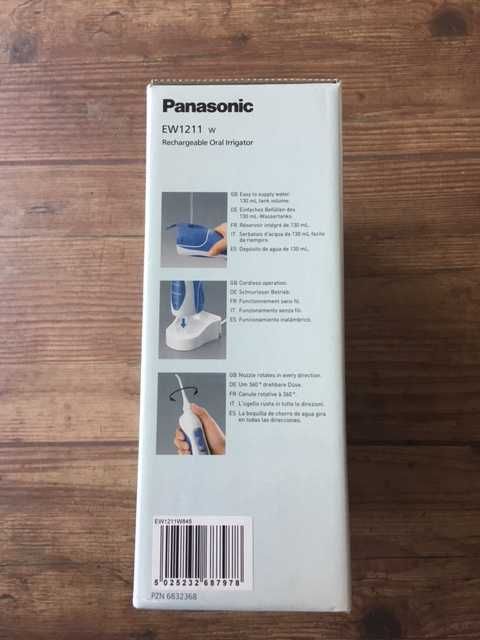 Panasonic
EW1211 W
Rechargeable Oral Irrigator
GB Easy to supply water.
130 mL tank volume.
DE Einfaches Befüllen des
130 mL-Wassertanks.
FR Réservoir intégré de 130 mL.
IT Serbatoio d'acqua de 130 mL facile
da riempire.
ES Depósito de agua de 130 mL.
GB Cordless operation.
DE Schnurloser Betrieb.
FR Fonctionnement sans fil.
IT Funzionamento senza fili.
ES Funcionamiento inalámbrico.
GB Nozzle rotates in every direction.
DE Um 360° drehbare Düse.
FR Canule rotative à 360°.
IT L'ugello ruota in tutte le direzioni.
ES La boquilla de chorro de agua gira
en todas las direcciones.
EW1211W845
5 025232 687978
PZN 6832368